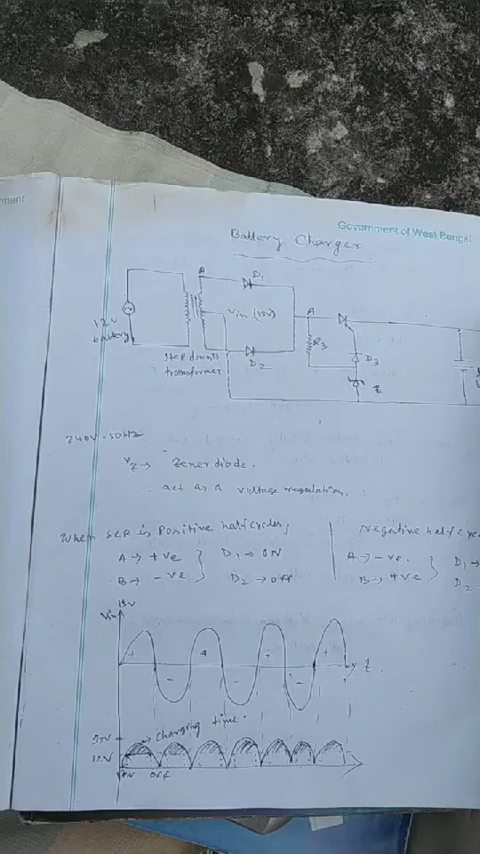 Government of West Bengal
Battery Charger
D1
A
Vin (15V)
A
12V
battery
R3
D3
Z
D2
step down
transformer
240V-50HZ
Vz → Zener diode.
act as a voltage regulation.
When SCR is Positive half cycles,
Negative half cyc
A → +ve
D1 → ON
A → -ve.
D1 →
B → -ve
D2 → off
B → +ve
D2
15V
Vin
+ + + +
- - -
t
→ charging time.
15V
12V
ON OFF